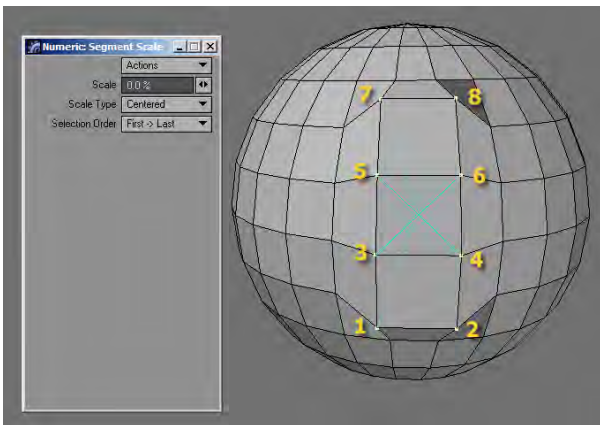 Numeric: Segment Scale
Actions
Scale 0.0 %
Scale Type Centered
Selection Order First -> Last
7 8
5 6
3 4
1 2